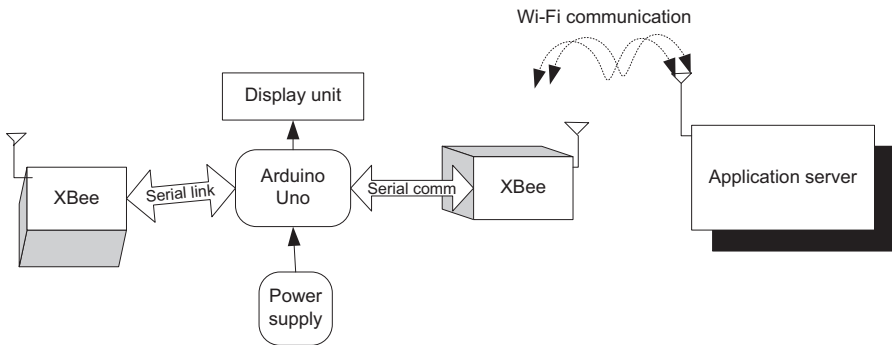 Wi-Fi communication
Display unit
XBee
Serial link
Arduino
Uno
Serial comm
XBee
Application server
Power
supply